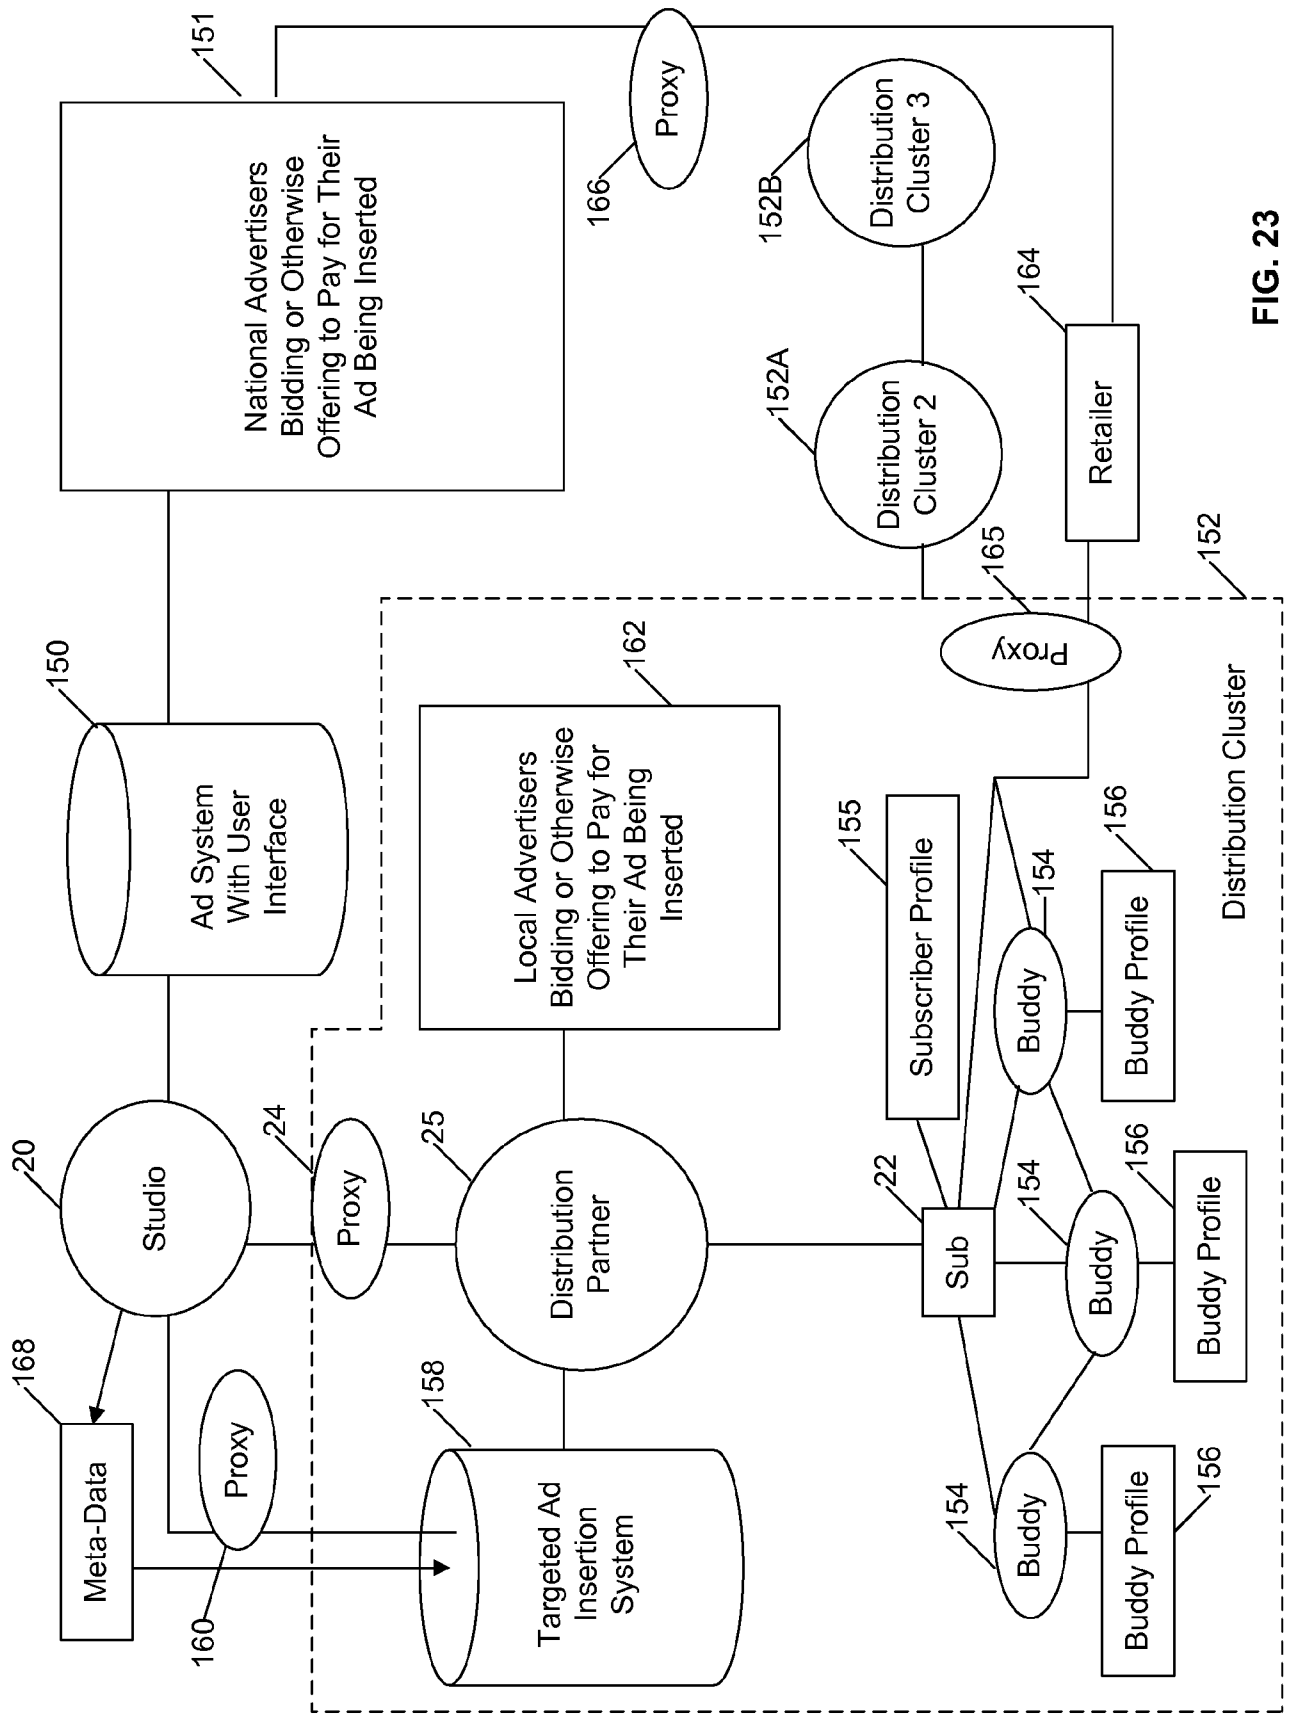 168
Meta-Data
160
Proxy
20
Studio
24
Proxy
150
Ad System
With User
Interface
151
National Advertisers
Bidding or Otherwise
Offering to Pay for Their
Ad Being Inserted
158
Targeted Ad
Insertion
System
25
Distribution
Partner
162
Local Advertisers
Bidding or Otherwise
Offering to Pay for
Their Ad Being
Inserted
166
Proxy
152A
Distribution
Cluster 2
152B
Distribution
Cluster 3
22
Sub
155
Subscriber Profile
165
Proxy
164
Retailer
154
Buddy
154
Buddy
154
Buddy
156
Buddy Profile
156
Buddy Profile
156
Buddy Profile
152
Distribution Cluster
FIG. 23